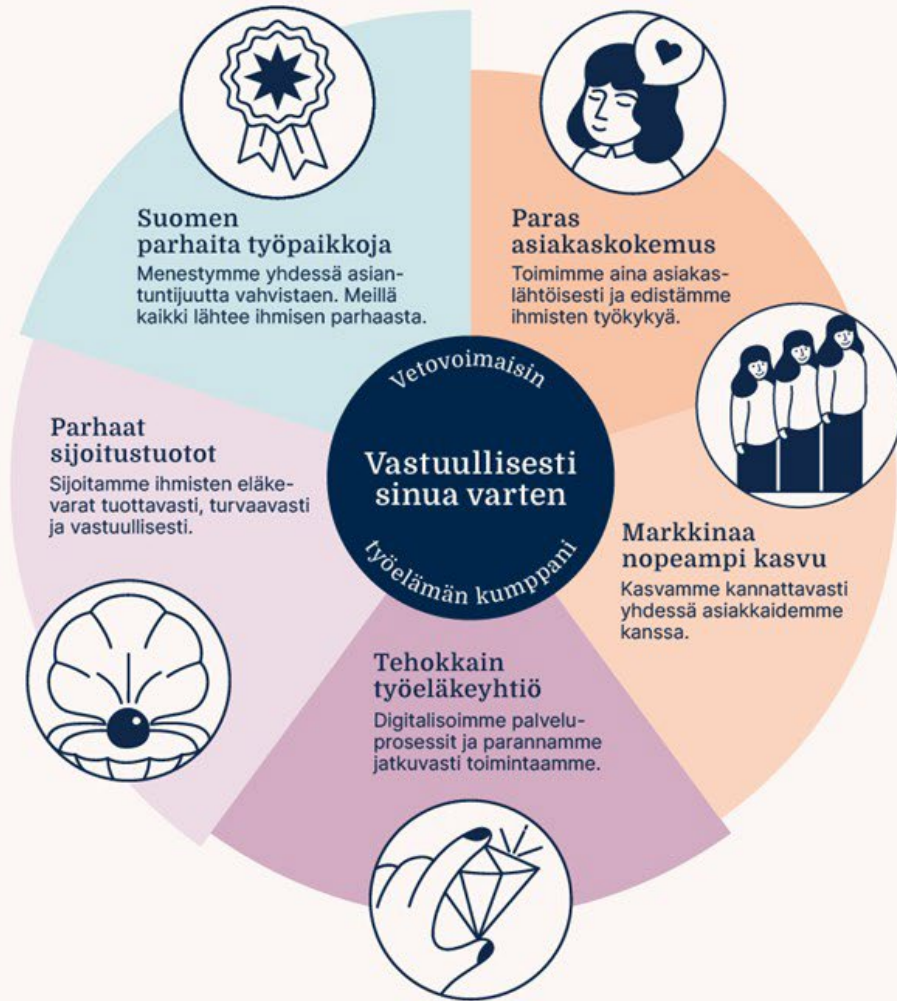 Suomen
parhaita työpaikkoja
Menestymme yhdessä asian-
tuntijuutta vahvistaen. Meillä
kaikki lähtee ihmisen parhaasta.
Paras
asiakaskokemus
Toimimme aina asiakas-
lähtöisesti ja edistämme
ihmisten työkykyä.
Markkinaa
nopeampi kasvu
Kasvamme kannattavasti
yhdessä asiakkaidemme
kanssa.
Tehokkain
työeläkeyhtiö
Digitalisoimme palvelu-
prosessit ja parannamme
jatkuvasti toimintaamme.
Parhaat
sijoitustuotot
Sijoitamme ihmisten eläke-
varat tuottavasti, turvaavasti
ja vastuullisesti.
Vetovoimaisin
Vastuullisesti
sinua varten
työelämän kumppani